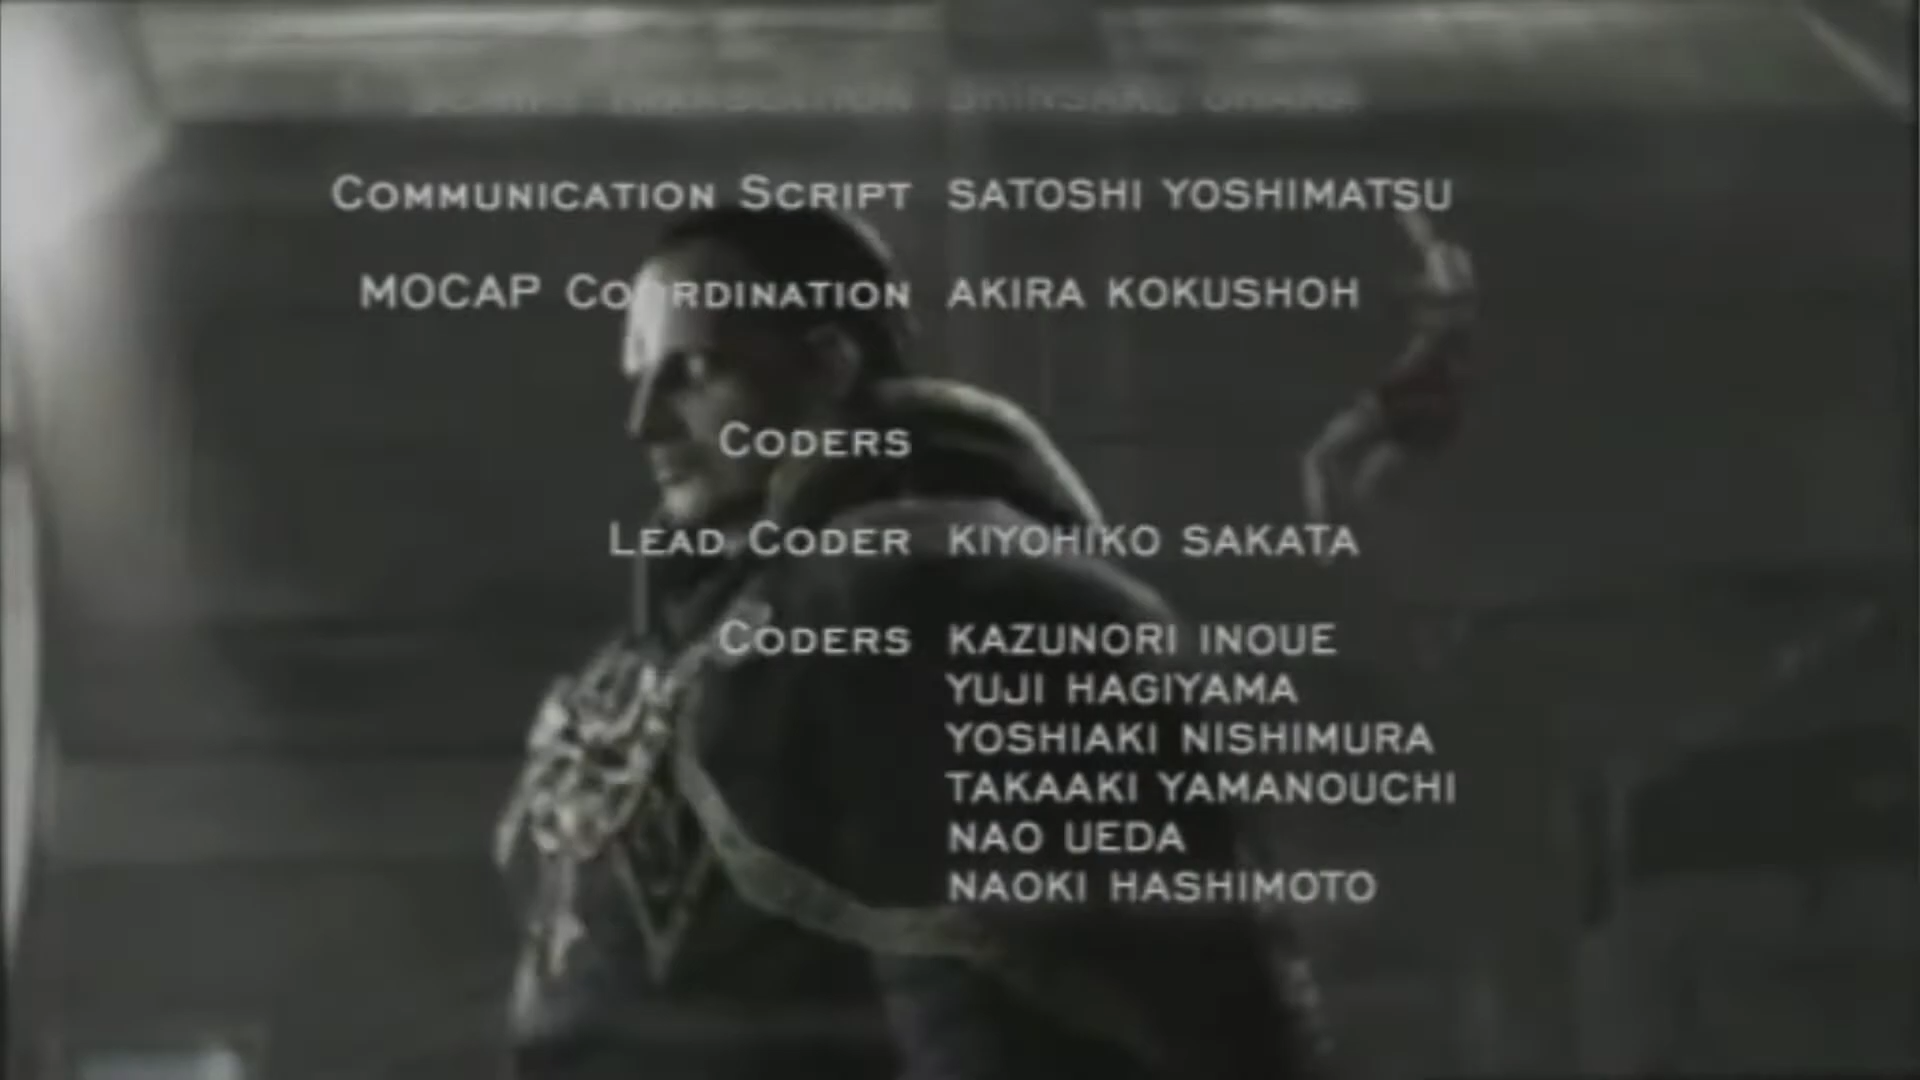 COMMUNICATION SCRIPT SATOSHI YOSHIMATSU
MOCAP COORDINATION AKIRA KOKUSHOH
CODERS
LEAD CODER KIYOHIKO SAKATA
CODERS KAZUNORI INOUE
YUJI HAGIYAMA
YOSHIAKI NISHIMURA
TAKAAKI YAMANOUCHI
NAO UEDA
NAOKI HASHIMOTO